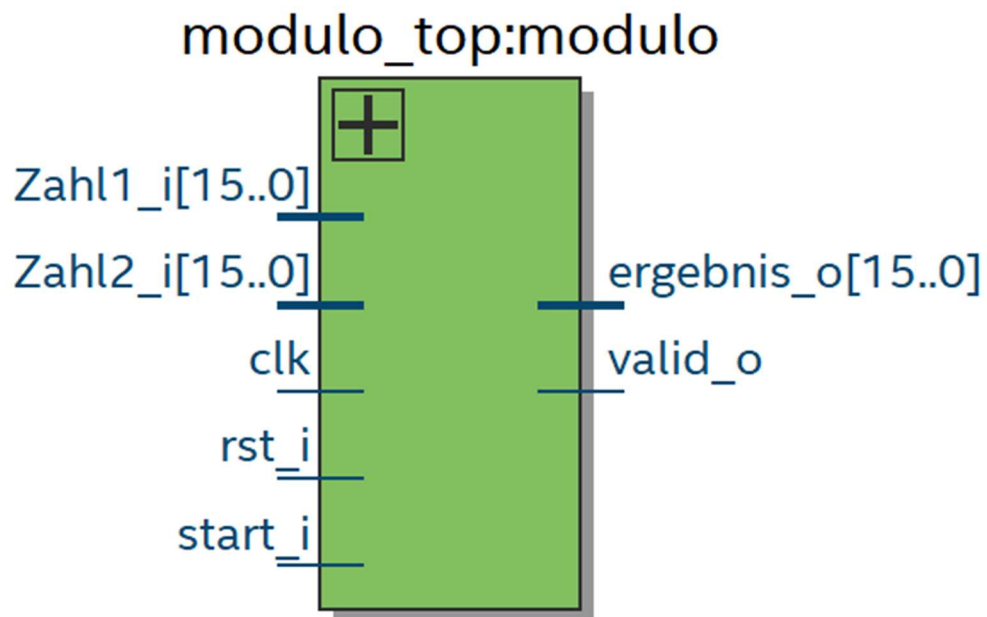 modulo_top:modulo
Zahl1_i[15..0]
Zahl2_i[15..0]
ergebnis_o[15..0]
clk
valid_o
rst_i
start_i